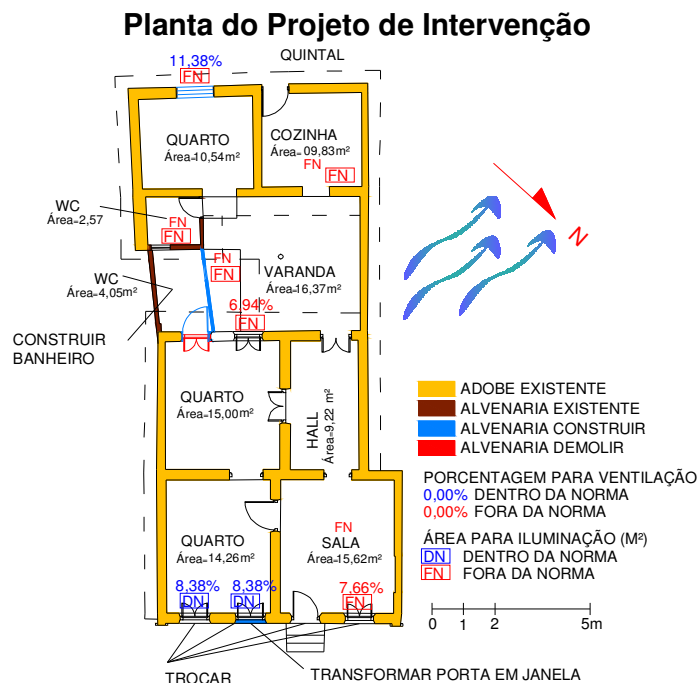 Planta do Projeto de Intervenção
QUINTAL
11,38%
FN
QUARTO
Área=10,54m²
COZINHA
Área=09,83m²
FN
FN
WC
Área=2,57
FN
FN
WC
Área=4,05m²
FN
FN
VARANDA
Área=16,37m²
N
6,94%
FN
CONSTRUIR
BANHEIRO
QUARTO
Área=15,00m²
HALL
Área=9,22 m²
ADOBE EXISTENTE
ALVENARIA EXISTENTE
ALVENARIA CONSTRUIR
ALVENARIA DEMOLIR
PORCENTAGEM PARA VENTILAÇÃO
0,00% DENTRO DA NORMA
0,00% FORA DA NORMA
ÁREA PARA ILUMINAÇÃO (M²)
DN DENTRO DA NORMA
FN FORA DA NORMA
QUARTO
Área=14,26m²
FN
SALA
Área=15,62m²
8,38%
DN
8,38%
DN
7,66%
FN
0 1 2 5m
TROCAR
TRANSFORMAR PORTA EM JANELA